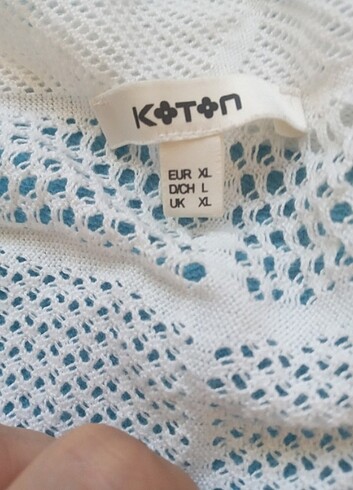 KOTON
EUR XL
D/CH L
UK XL